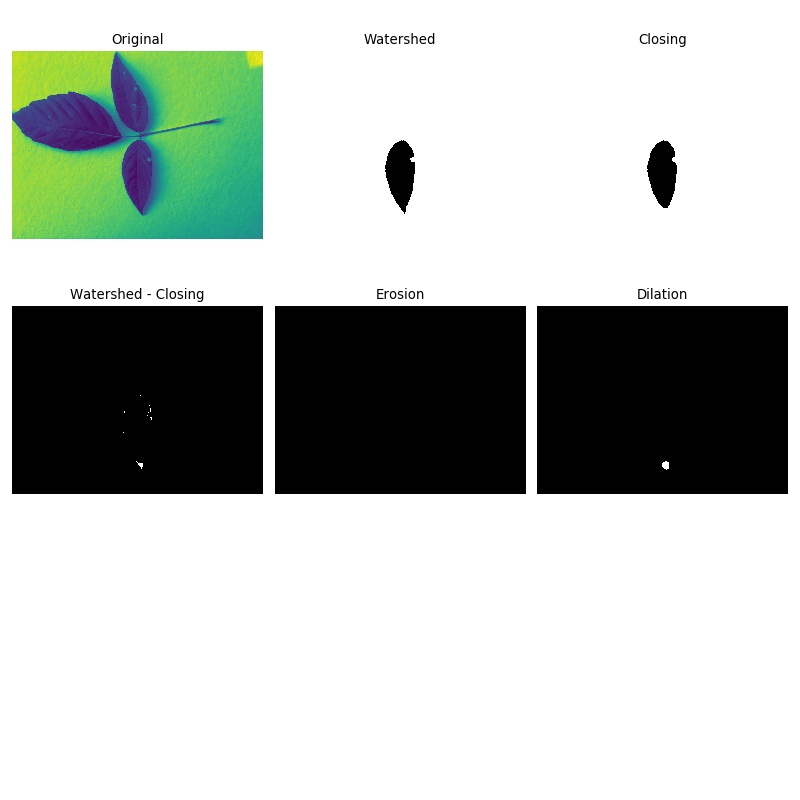 Original
Watershed
Closing
Watershed - Closing
Erosion
Dilation